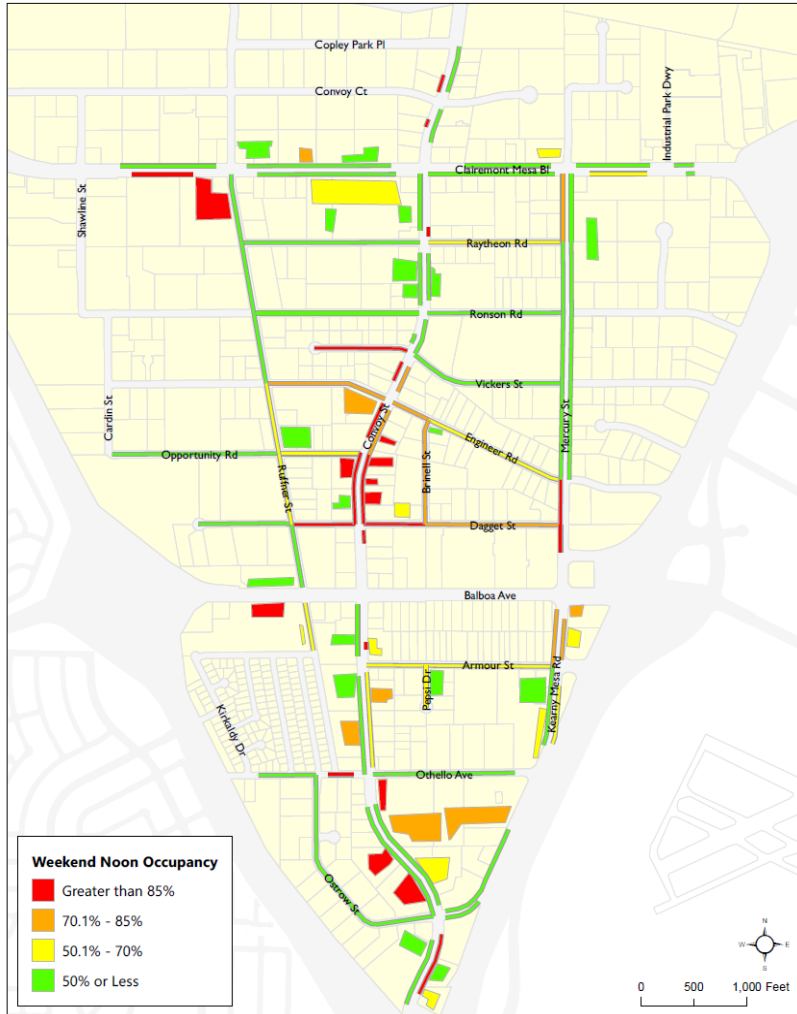 Copley Park Pl
Convoy Ct
Industrial Park Dwy
Clairemont Mesa Bl
Shawline St
Raytheon Rd
Ronson Rd
Vickers St
Mercury St
Cardin St
Convoy St
Engineer Rd
Opportunity Rd
Ruffner St
Brinell St
Dagget St
Balboa Ave
Armour St
Pepsi Dr
Kearny Mesa Rd
Kirkaldy Dr
Othello Ave
Ostrow St
Weekend Noon Occupancy
Greater than 85%
70.1% - 85%
50.1% - 70%
50% or Less
N
W E
S
0 500 1,000 Feet